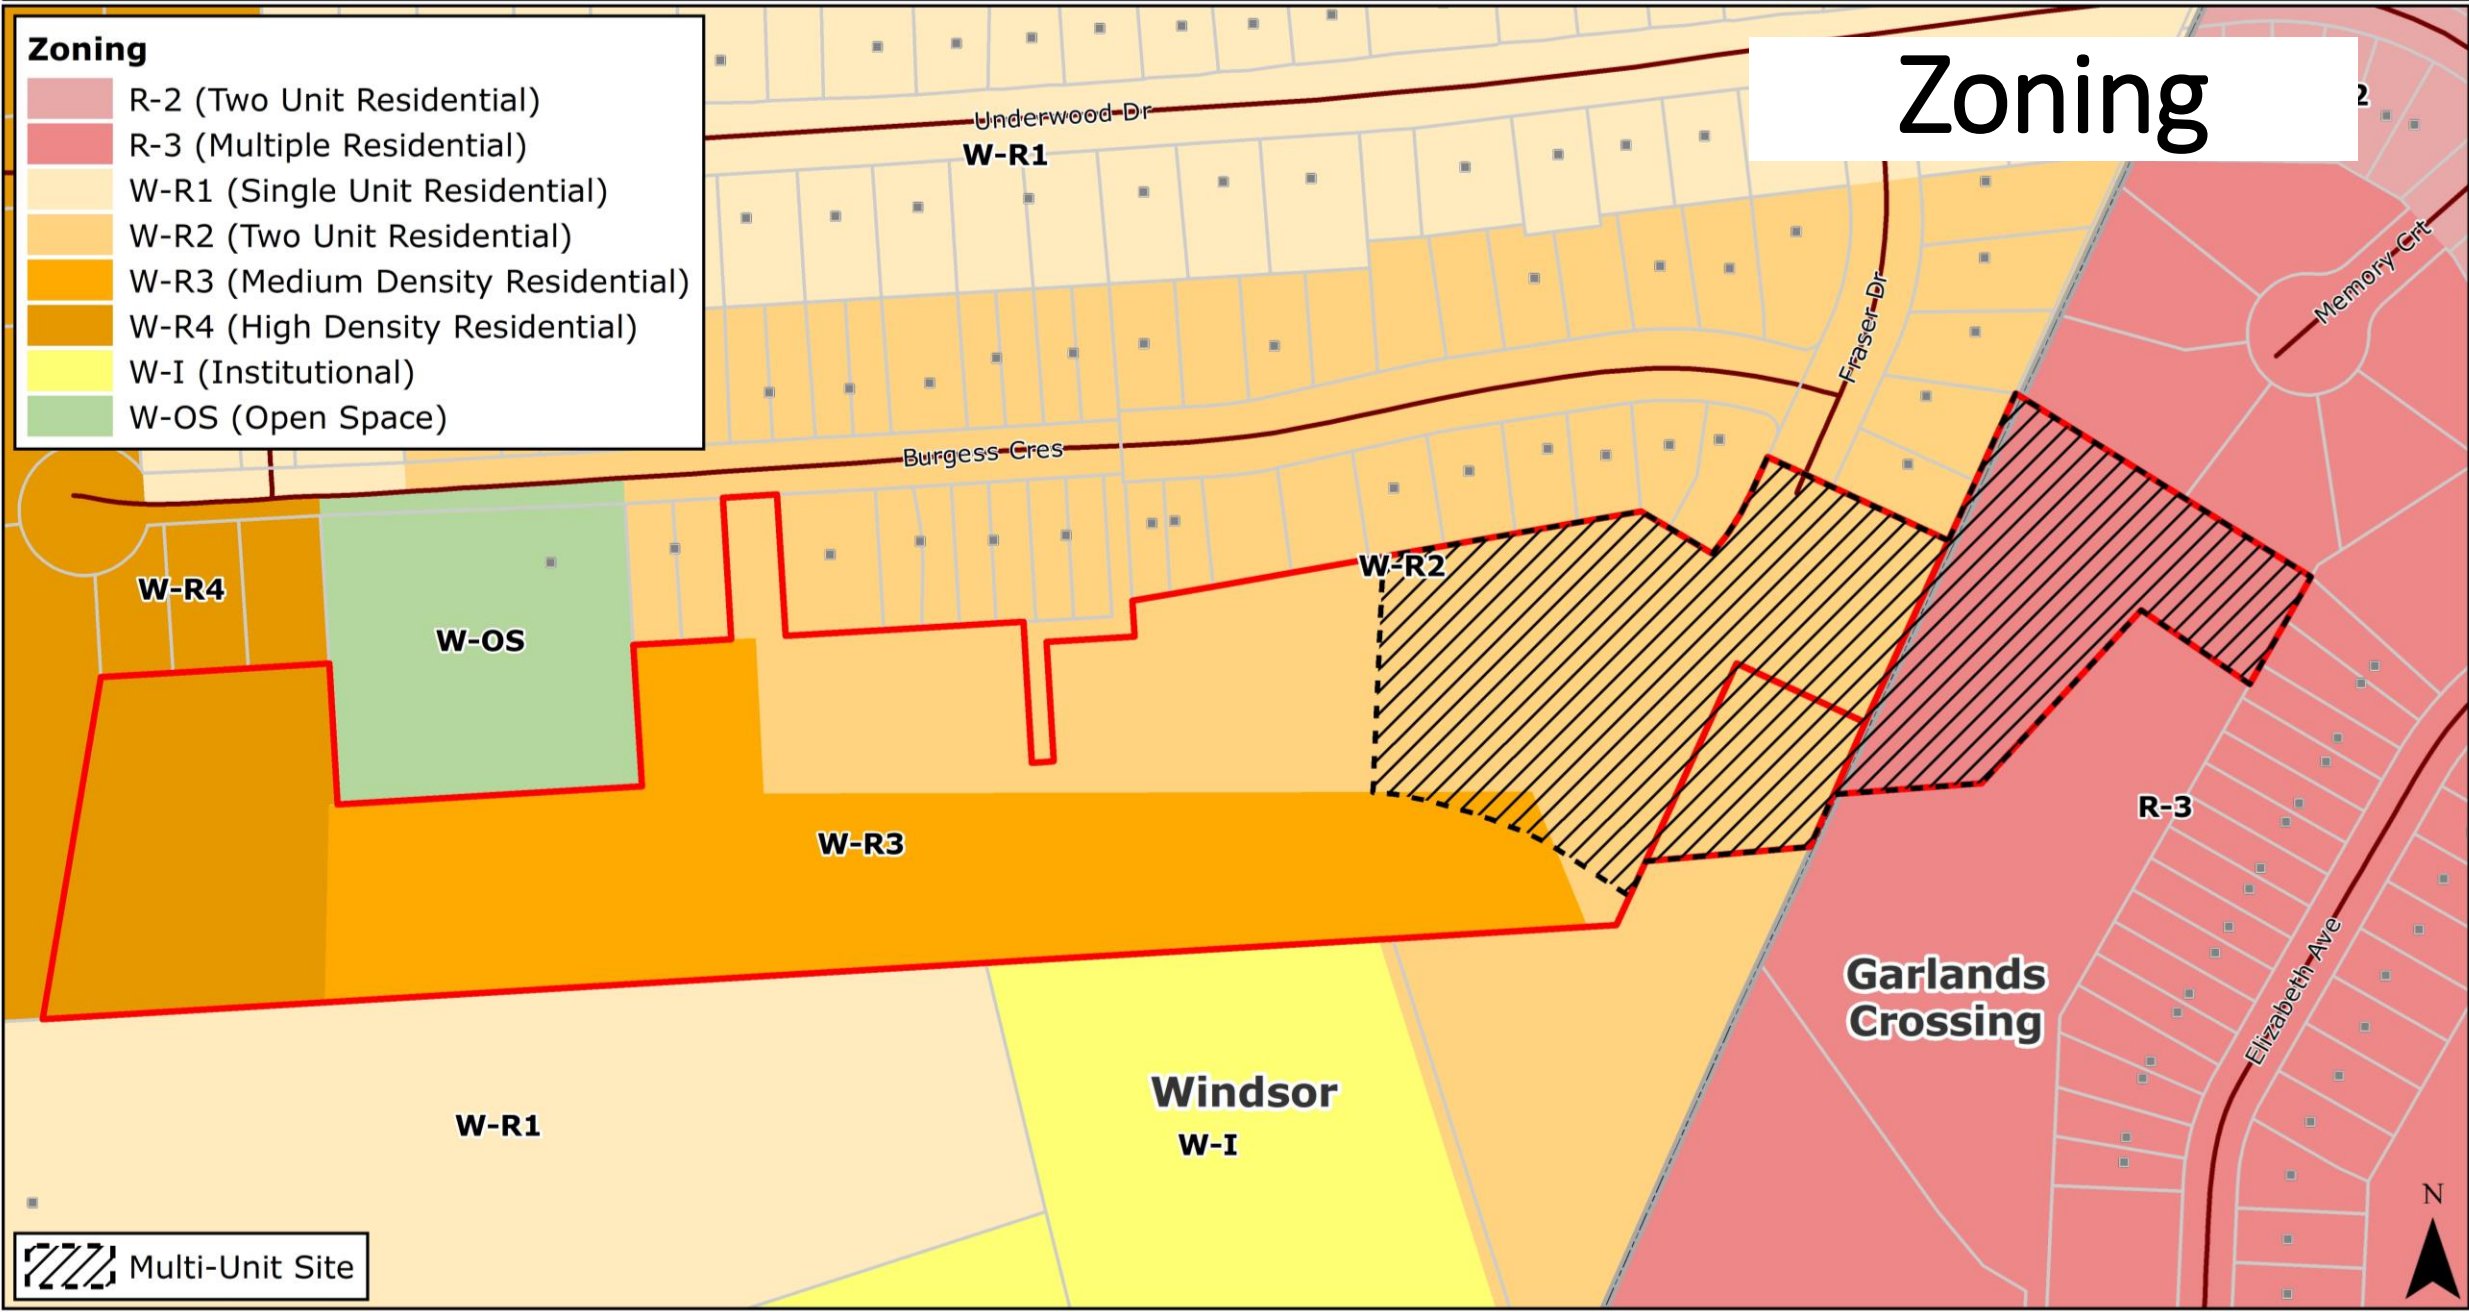 Zoning
R-2 (Two Unit Residential)
R-3 (Multiple Residential)
W-R1 (Single Unit Residential)
W-R2 (Two Unit Residential)
W-R3 (Medium Density Residential)
W-R4 (High Density Residential)
W-I (Institutional)
W-OS (Open Space)
Zoning
2
Underwood Dr
W-R1
Memory Crt
Fraser Dr
Burgess Cres
W-R2
W-R4
W-OS
W-R3
R-3
Garlands
Crossing
Elizabeth Ave
Windsor
W-R1
W-I
N
Multi-Unit Site